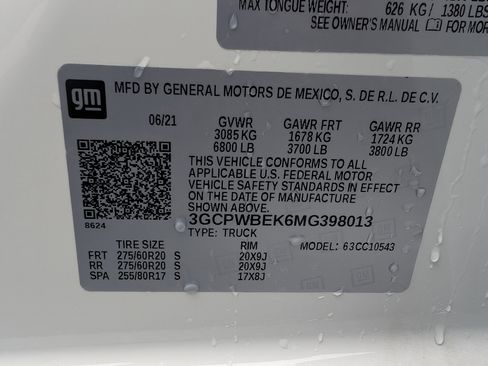 MAX TONGUE WEIGHT: 626 KG/ 1380 LBS
SEE OWNER'S MANUAL FOR MOR
gm
MFD BY GENERAL MOTORS DE MEXICO, S. DE R.L. DE C.V.
06/21 GVWR GAWR FRT GAWR RR
3085 KG 1678 KG 1724 KG
6800 LB 3700 LB 3800 LB
THIS VEHICLE CONFORMS TO ALL
APPLICABLE U.S. FEDERAL MOTOR
VEHICLE SAFETY STANDARDS IN EFFECT
ON THE DATE OF MANUFACTURE
SHOWN ABOVE.
3GCPWBEK6MG398013
8624 TYPE: TRUCK
TIRE SIZE RIM MODEL: 63CC10543
FRT 275/60R20 S 20X9J
RR 275/60R20 S 20X9J
SPA 255/80R17 S 17X8J